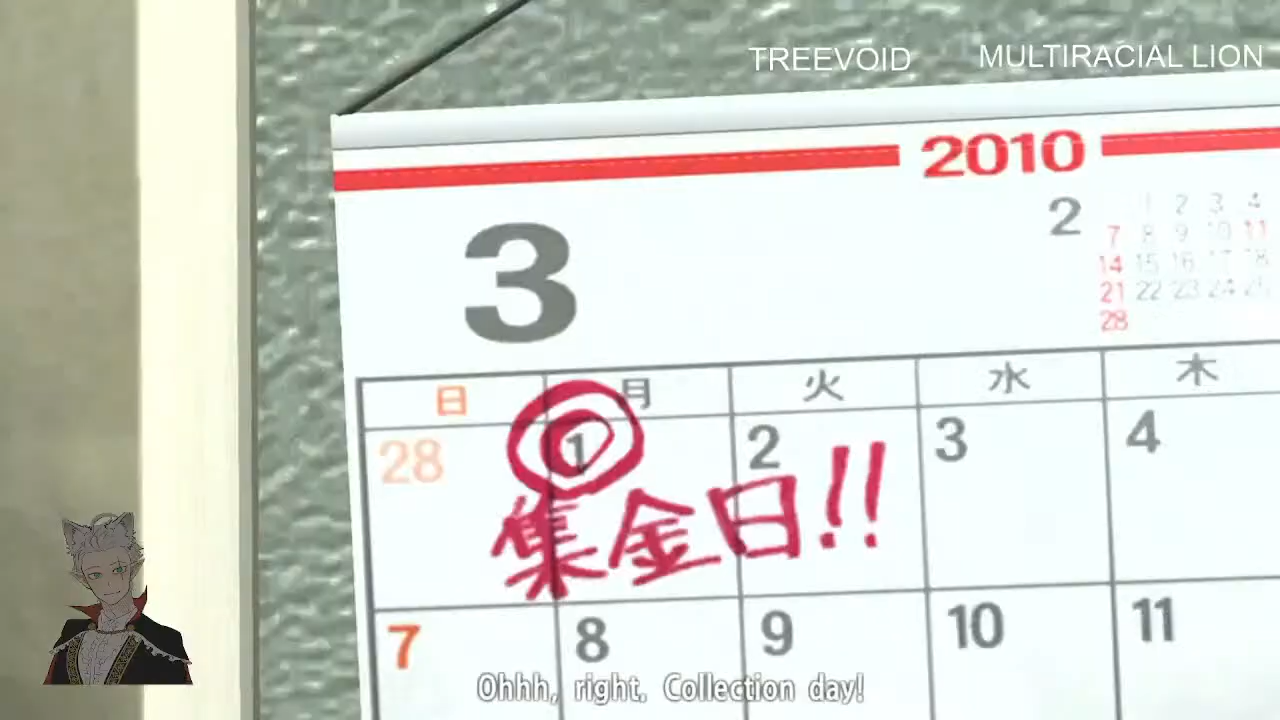 TREEVOID MULTIRACIAL LION
2010
3
2
1 2 3 4
7 8 9 10 11
14 15 16 17 18
21 22 23 24 25
28
日 月 火 水 木
28 1 2 3 4
集金日!!
7 8 9 10 11
Ohhh, right. Collection day!